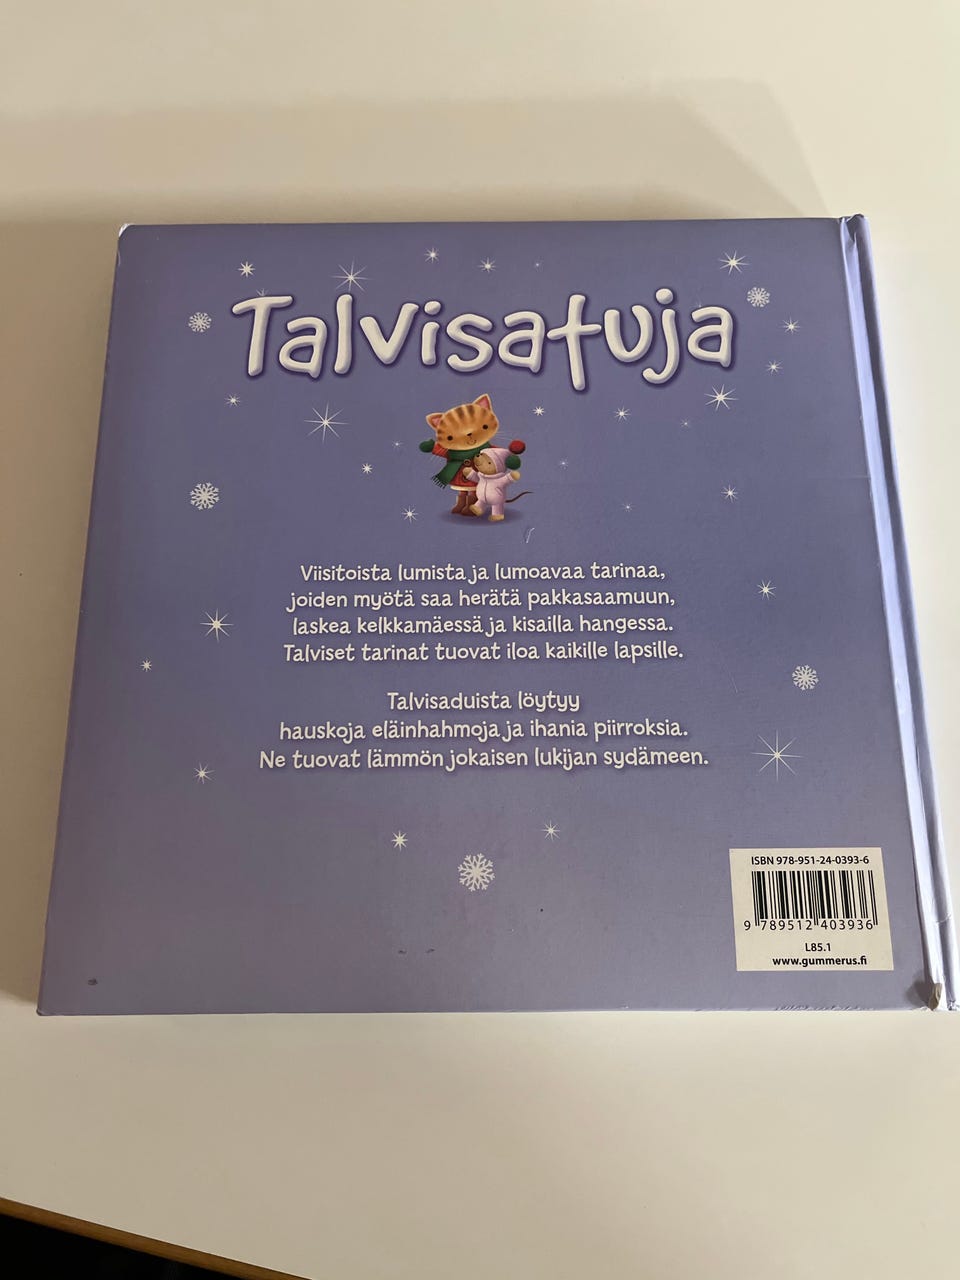 Talvisatuja
Viisitoista lumista ja lumoavaa tarinaa,
joiden myötä saa herätä pakkasaamuun,
laskea kelkkamäessä ja kisailla hangessa.
Talviset tarinat tuovat iloa kaikille lapsille.
Talvisaduista löytyy
hauskoja eläinhahmoja ja ihania piirroksia.
Ne tuovat lämmön jokaisen lukijan sydämeen.
ISBN 978-951-24-0393-6
9 789512 403936
L85.1
www.gummerus.fi